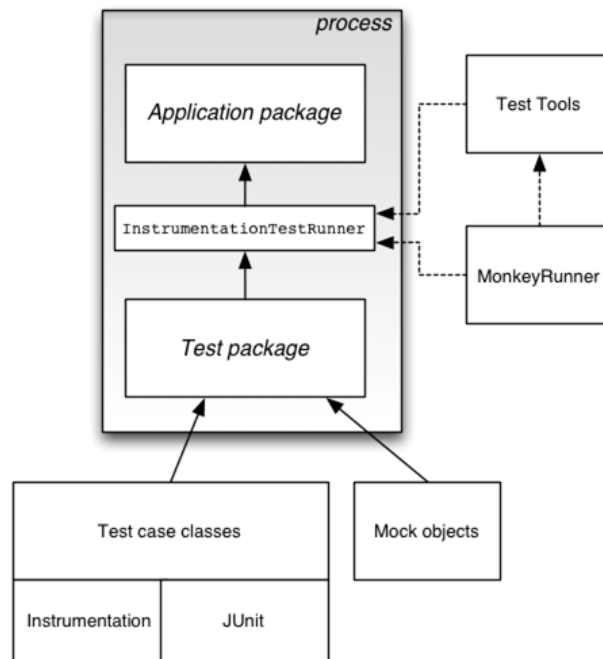 process
Application package
Test Tools
InstrumentationTestRunner
MonkeyRunner
Test package
Test case classes
Mock objects
Instrumentation
JUnit